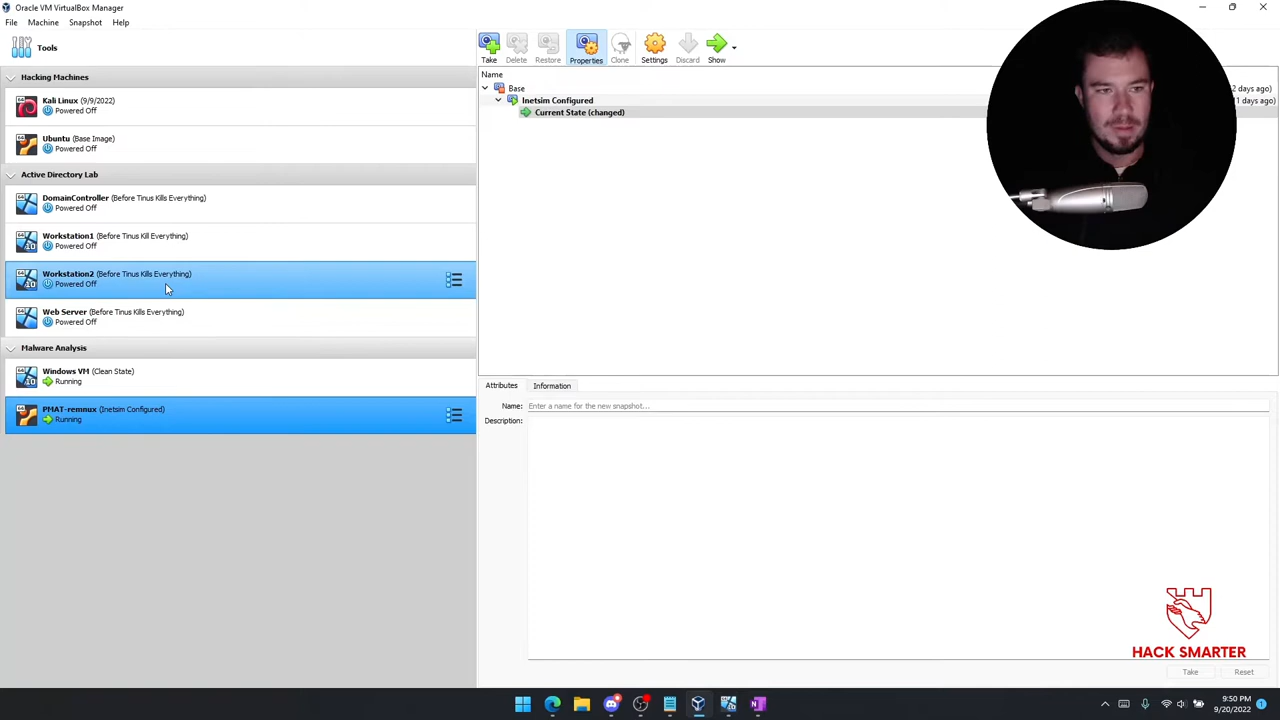 Oracle VM VirtualBox Manager
File Machine Snapshot Help
Tools
Take Delete Restore Properties Clone Settings Discard Show
Hacking Machines
Kali Linux (9/9/2022)
Powered Off
Ubuntu (Base Image)
Powered Off
Active Directory Lab
DomainController (Before Tinus Kills Everything)
Powered Off
Workstation1 (Before Tinus Kill Everything)
Powered Off
Workstation2 (Before Tinus Kills Everything)
Powered Off
Web Server (Before Tinus Kills Everything)
Powered Off
Malware Analysis
Windows VM (Clean State)
Running
PMAT-remnux (Inetsim Configured)
Running
Name
Base
2 days ago)
Inetsim Configured
1 days ago)
Current State (changed)
Attributes Information
Name: Enter a name for the new snapshot...
Description:
HACK SMARTER
Take Reset
9:50 PM
9/20/2022